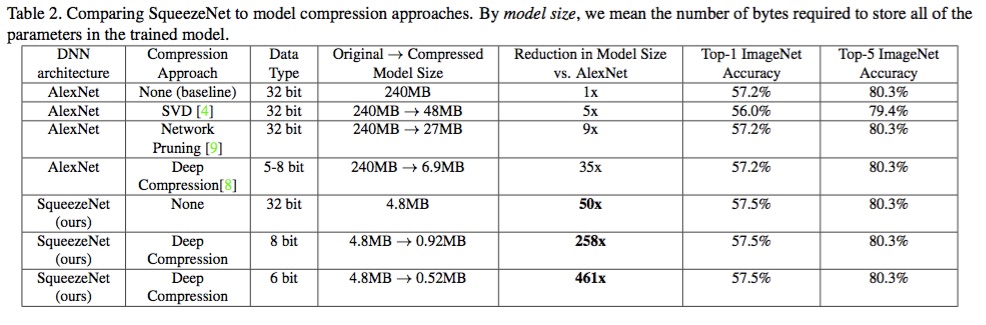 Table 2. Comparing SqueezeNet to model compression approaches. By model size, we mean the number of bytes required to store all of the
parameters in the trained model.
DNN architecture | Compression Approach | Data Type | Original → Compressed Model Size | Reduction in Model Size vs. AlexNet | Top-1 ImageNet Accuracy | Top-5 ImageNet Accuracy
AlexNet | None (baseline) | 32 bit | 240MB | 1x | 57.2% | 80.3%
AlexNet | SVD [4] | 32 bit | 240MB → 48MB | 5x | 56.0% | 79.4%
AlexNet | Network Pruning [9] | 32 bit | 240MB → 27MB | 9x | 57.2% | 80.3%
AlexNet | Deep Compression[8] | 5-8 bit | 240MB → 6.9MB | 35x | 57.2% | 80.3%
SqueezeNet (ours) | None | 32 bit | 4.8MB | 50x | 57.5% | 80.3%
SqueezeNet (ours) | Deep Compression | 8 bit | 4.8MB → 0.92MB | 258x | 57.5% | 80.3%
SqueezeNet (ours) | Deep Compression | 6 bit | 4.8MB → 0.52MB | 461x | 57.5% | 80.3%